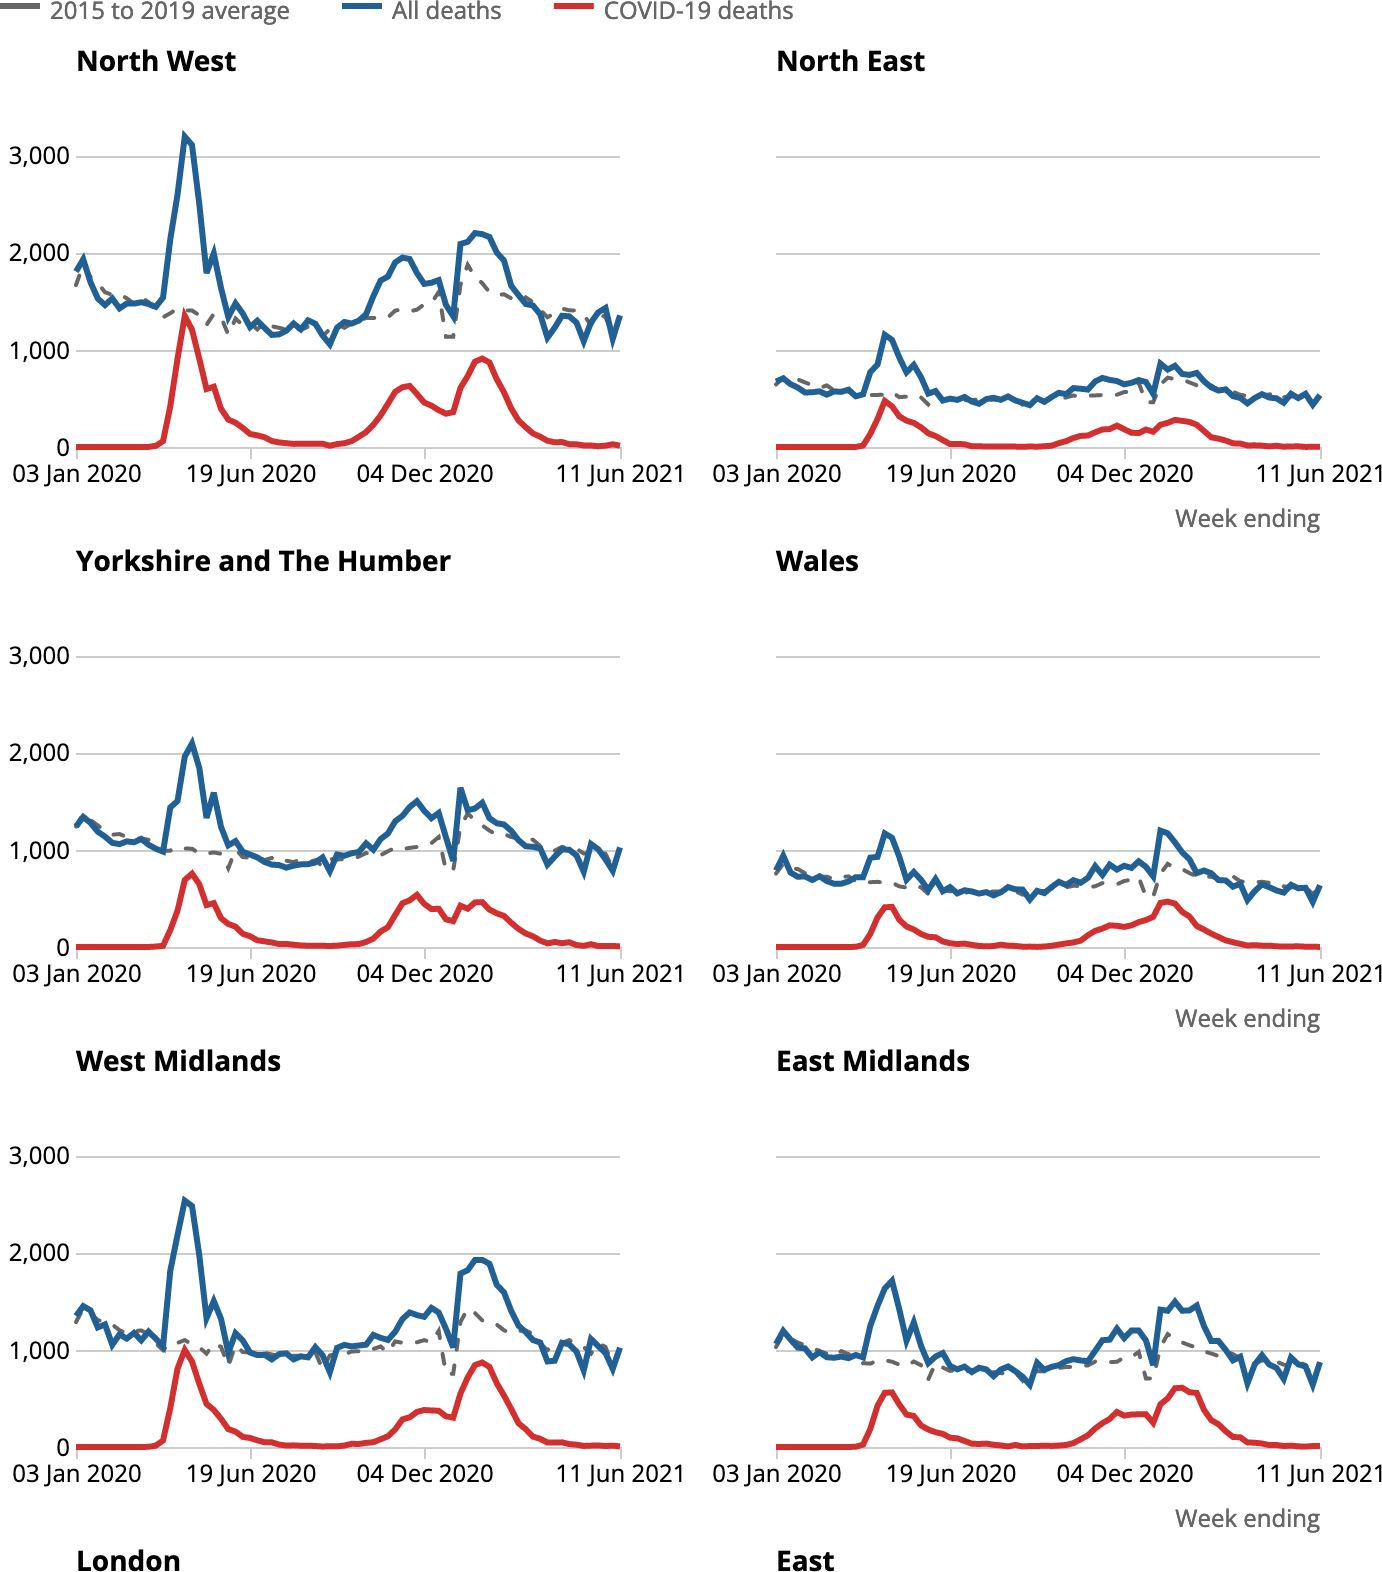 2015 to 2019 average All deaths COVID-19 deaths
North West North East
3,000
2,000
1,000
0
03 Jan 2020 19 Jun 2020 04 Dec 2020 11 Jun 2021 03 Jan 2020 19 Jun 2020 04 Dec 2020 11 Jun 2021
Week ending
Yorkshire and The Humber Wales
3,000
2,000
1,000
0
03 Jan 2020 19 Jun 2020 04 Dec 2020 11 Jun 2021 03 Jan 2020 19 Jun 2020 04 Dec 2020 11 Jun 2021
Week ending
West Midlands East Midlands
3,000
2,000
1,000
0
03 Jan 2020 19 Jun 2020 04 Dec 2020 11 Jun 2021 03 Jan 2020 19 Jun 2020 04 Dec 2020 11 Jun 2021
Week ending
London East